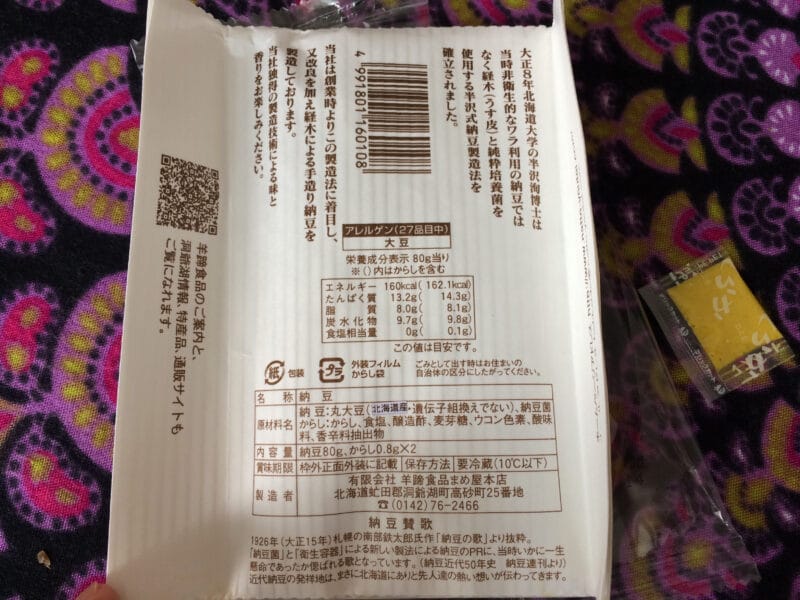 大正８年北海道大学の半沢洵博士は
当時非衛生的なワラ利用の納豆では
なく経木(うす皮)と純粋培養菌を
使用する半沢式納豆製造法を
確立されました。
4 991801 160108
当社は創業時よりこの製造法に着目し、
又改良を加え経木による手造り納豆を
製造しております。
当社独得の製造技術による味と
香りをお楽しみください。
アレルゲン(27品目中)
大豆
栄養成分表示 80g当り
※()内はからしを含む
エネルギー 160kcal( 162.1kcal)
たんぱく質 13.2g( 14.3g)
脂質 8.0g( 8.1g)
炭水化物 9.7g( 9.8g)
食塩相当量 0g( 0.1g)
この値は目安です。
羊蹄食品のご案内と、
洞爺湖情報、特産品、通販サイトも
ご覧になれます。
紙 包装
プラ 外装フィルム
からし袋
ごみとして出す時はお住まいの
自治体の区分にしたがってください。
名称 納豆
原材料名 納豆:丸大豆(北海道産・遺伝子組換えでない)、納豆菌
からし:からし、食塩、醸造酢、麦芽糖、ウコン色素、酸味
料、香辛料抽出物
内容量 納豆80g、からし0.8g×2
賞味期限 枠外正面外装に記載 保存方法 要冷蔵(10℃以下)
製造者 有限会社 羊蹄食品まめ屋本店
北海道虻田郡洞爺湖町高砂町25番地
☎(0142)76-2466
納豆賛歌
1926年(大正15年)札幌の南部鉄太郎氏作「納豆の歌」より抜粋。
「納豆菌」と「衛生容器」による新しい製法による納豆のPRに、当時いかに一生
懸命であったか偲ばれる歌となっています。(納豆近代50年史 納豆速刊より)
近代納豆の発祥地は、まさに北海道にありと先人達の熱い想いが伝わってきます。
からし